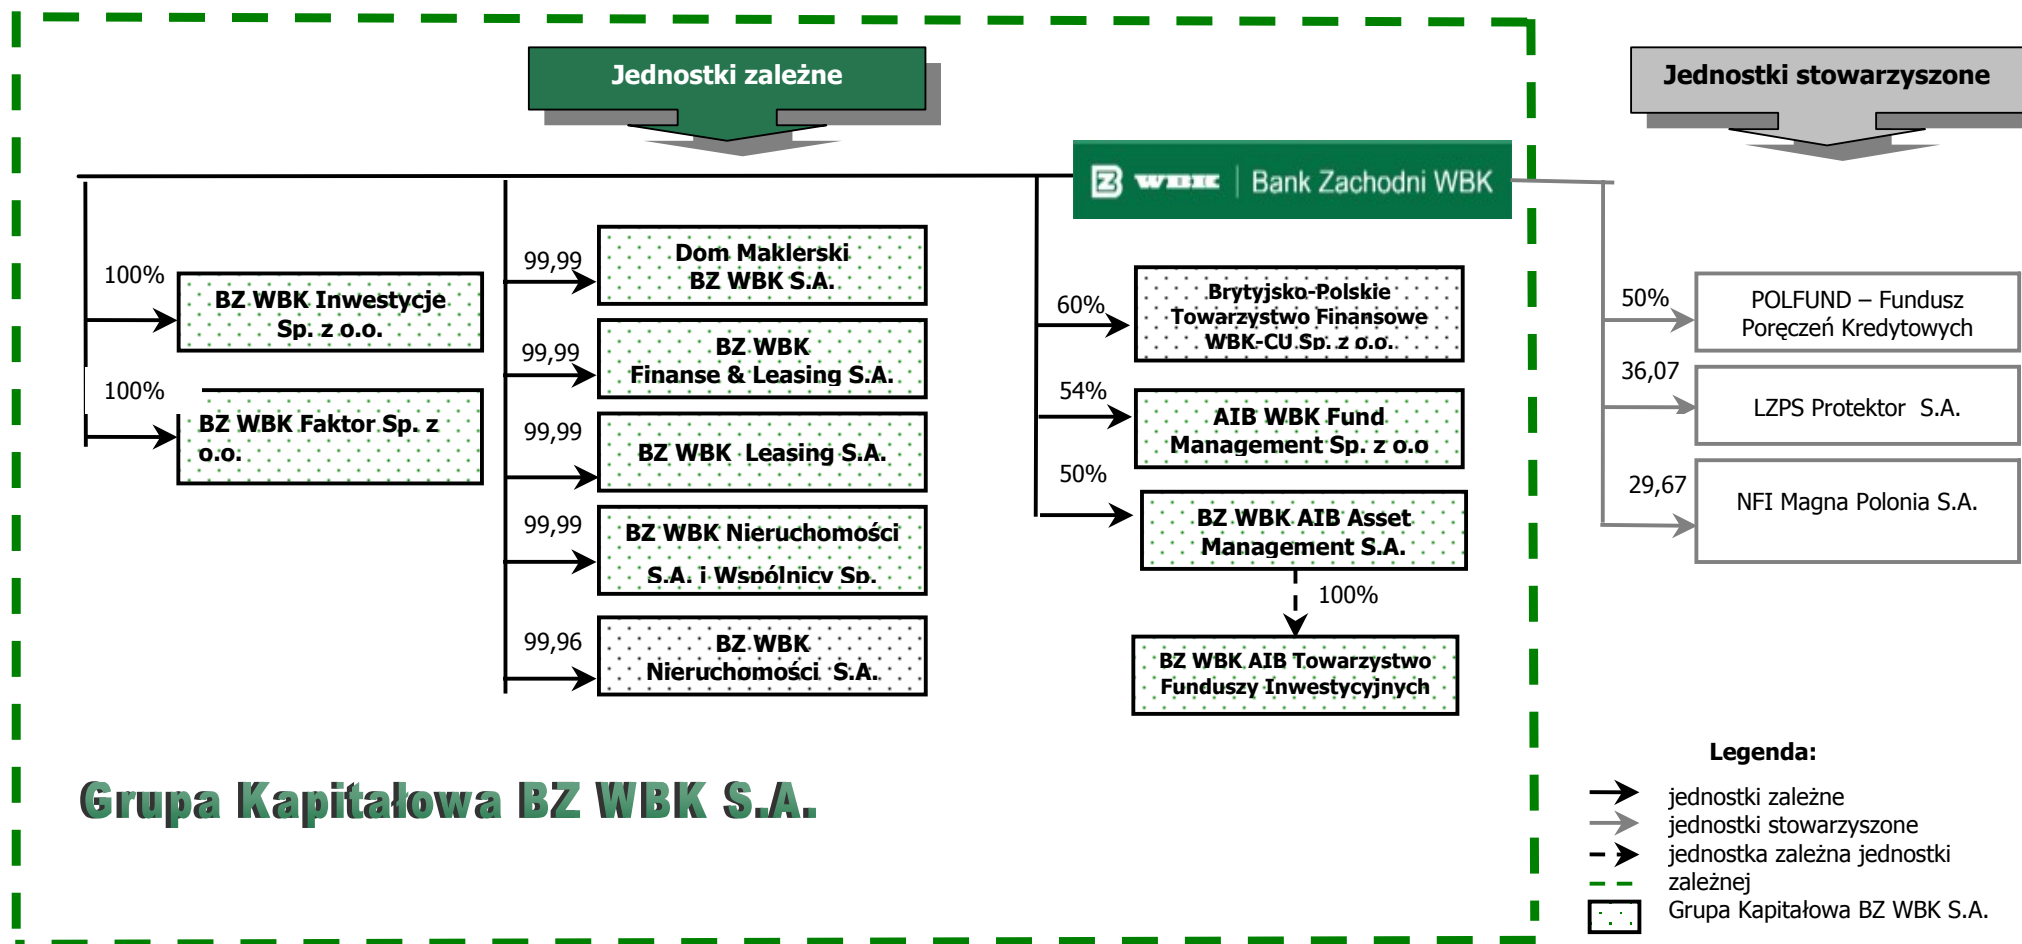 Jednostki zależne
Jednostki stowarzyszone
BZ WBK | Bank Zachodni WBK
100%
BZ WBK Inwestycje
Sp. z o.o.
100%
BZ WBK Faktor Sp. z
o.o.
99,99
Dom Maklerski
BZ WBK S.A.
99,99
BZ WBK
Finanse & Leasing S.A.
99,99
BZ WBK Leasing S.A.
99,99
BZ WBK Nieruchomości
S.A. i Wspólnicy Sp.
99,96
BZ WBK
Nieruchomości S.A.
60%
Brytyjsko-Polskie
Towarzystwo Finansowe
WBK-CU Sp. z o.o.
54%
AIB WBK Fund
Management Sp. z o.o
50%
BZ WBK AIB Asset
Management S.A.
100%
BZ WBK AIB Towarzystwo
Funduszy Inwestycyjnych
50%
POLFUND – Fundusz
Poręczeń Kredytowych
36,07
LZPS Protektor S.A.
29,67
NFI Magna Polonia S.A.
Grupa Kapitałowa BZ WBK S.A.
Legenda:
jednostki zależne
jednostki stowarzyszone
jednostka zależna jednostki
zależnej
Grupa Kapitałowa BZ WBK S.A.